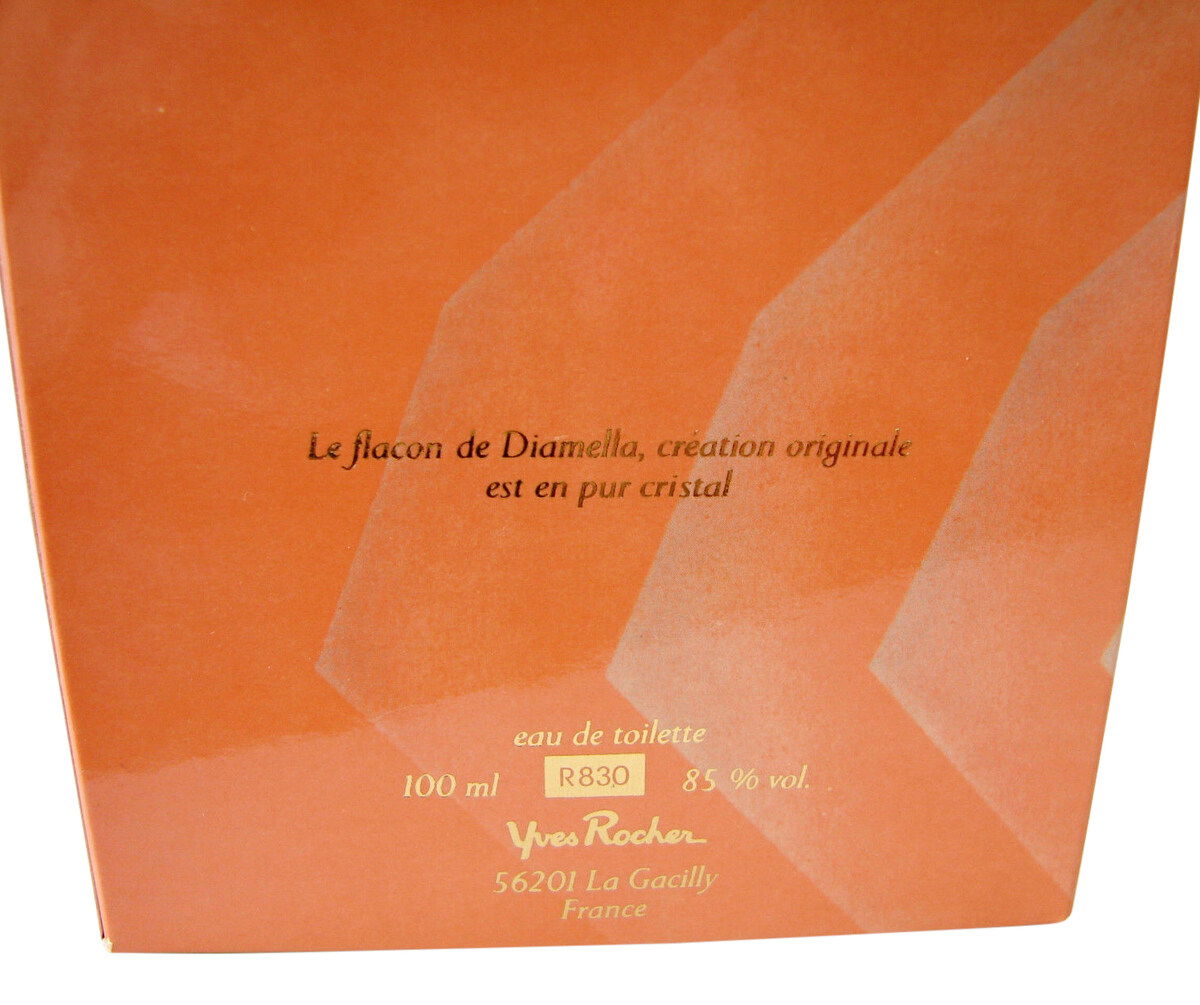 Le flacon de Diamella, création originale
est en pur cristal
eau de toilette
100 ml R830 85 % vol.
Yves Rocher
56201 La Gacilly
France